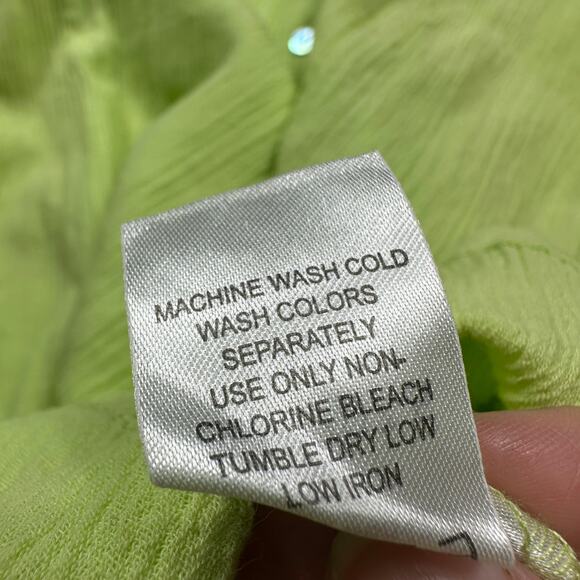 MACHINE WASH COLD
WASH COLORS
SEPARATELY
USE ONLY NON-
CHLORINE BLEACH
TUMBLE DRY LOW
LOW IRON